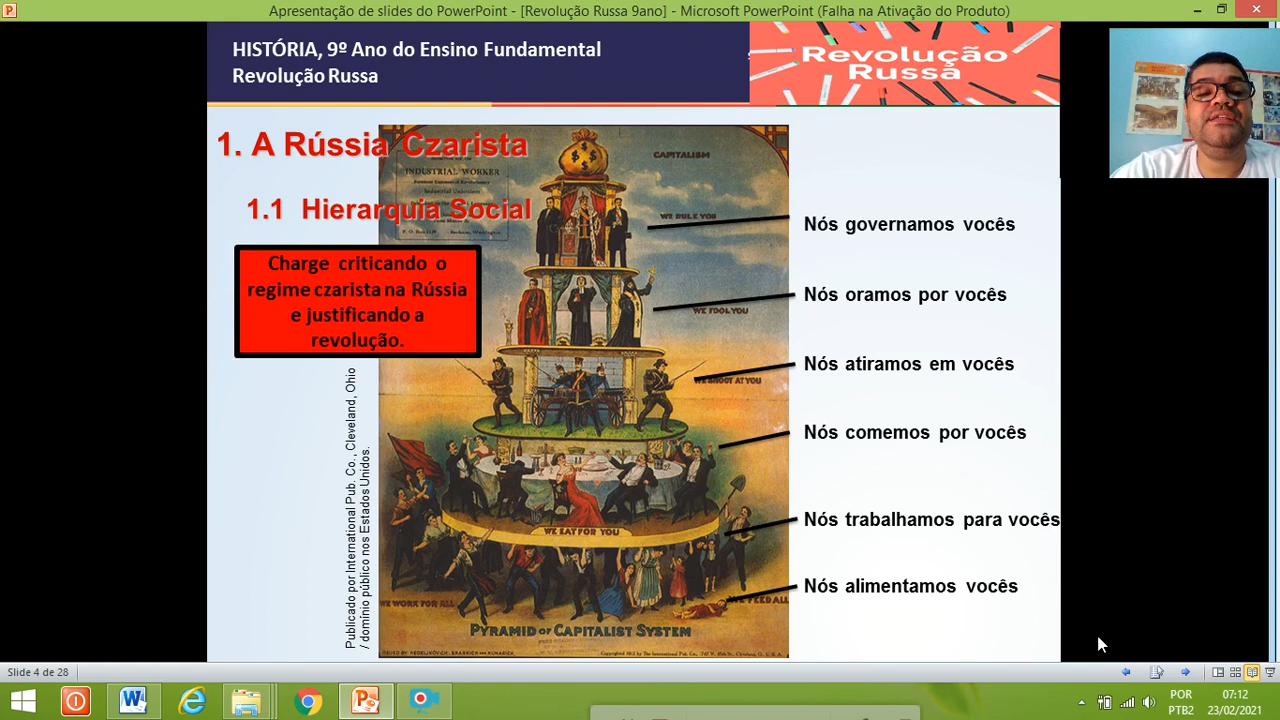 Apresentação de slides do PowerPoint - [Revolução Russa 9ano] - Microsoft PowerPoint (Falha na Ativação do Produto)
HISTÓRIA, 9º Ano do Ensino Fundamental
Revolução Russa
Revolução
Russa
1. A Rússia Czarista
1.1 Hierarquia Social
Charge criticando o
regime czarista na Rússia
e justificando a
revolução.
Publicado por International Pub. Co., Cleveland, Ohio
/ domínio público nos Estados Unidos.
INDUSTRIAL WORKER
CAPITALISM
WE RULE YOU
WE FOOL YOU
WE SHOOT AT YOU
WE EAT FOR YOU
WE WORK FOR ALL
WE FEED ALL
PYRAMID OF CAPITALIST SYSTEM
Nós governamos vocês
Nós oramos por vocês
Nós atiramos em vocês
Nós comemos por vocês
Nós trabalhamos para vocês
Nós alimentamos vocês
Slide 4 de 28
POR
PTB2
07:12
23/02/2021